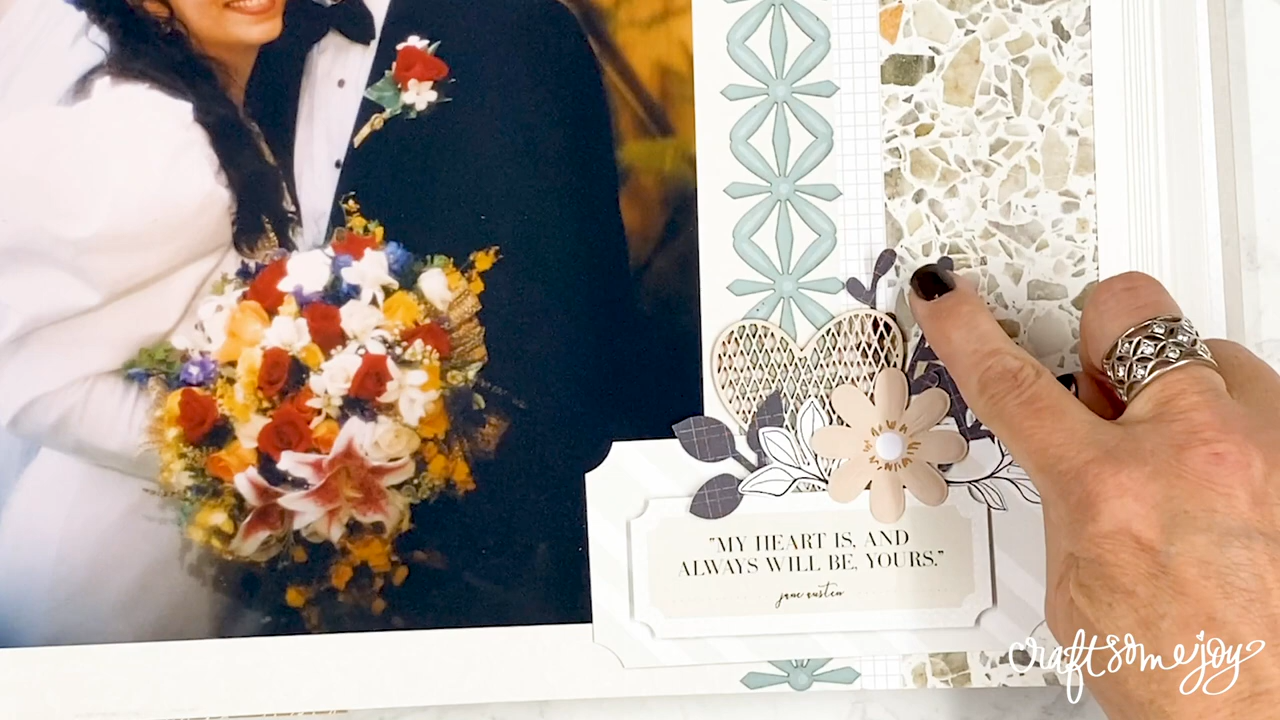 "MY HEART IS, AND
ALWAYS WILL BE, YOURS."
jane austen
craftsomejoy